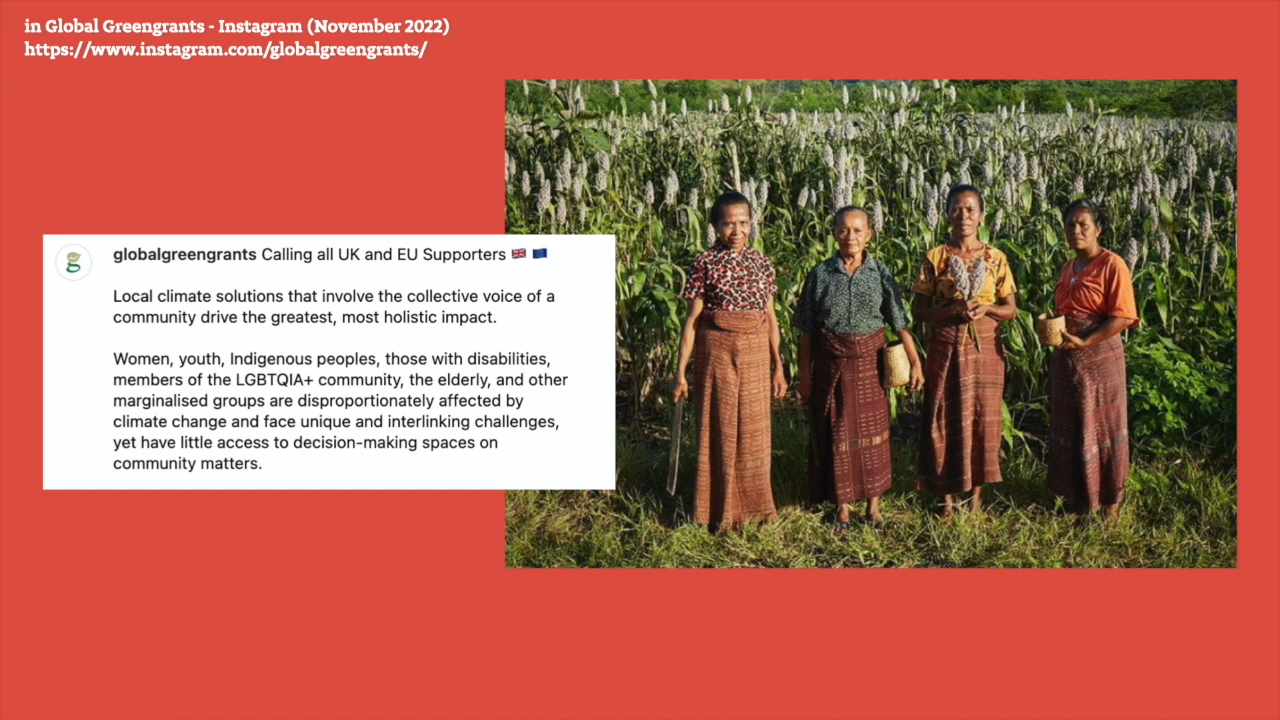 in Global Greengrants - Instagram (November 2022)
https://www.instagram.com/globalgreengrants/
globalgreengrants Calling all UK and EU Supporters 🇬🇧 🇪🇺
Local climate solutions that involve the collective voice of a
community drive the greatest, most holistic impact.
Women, youth, Indigenous peoples, those with disabilities,
members of the LGBTQIA+ community, the elderly, and other
marginalised groups are disproportionately affected by
climate change and face unique and interlinking challenges,
yet have little access to decision-making spaces on
community matters.